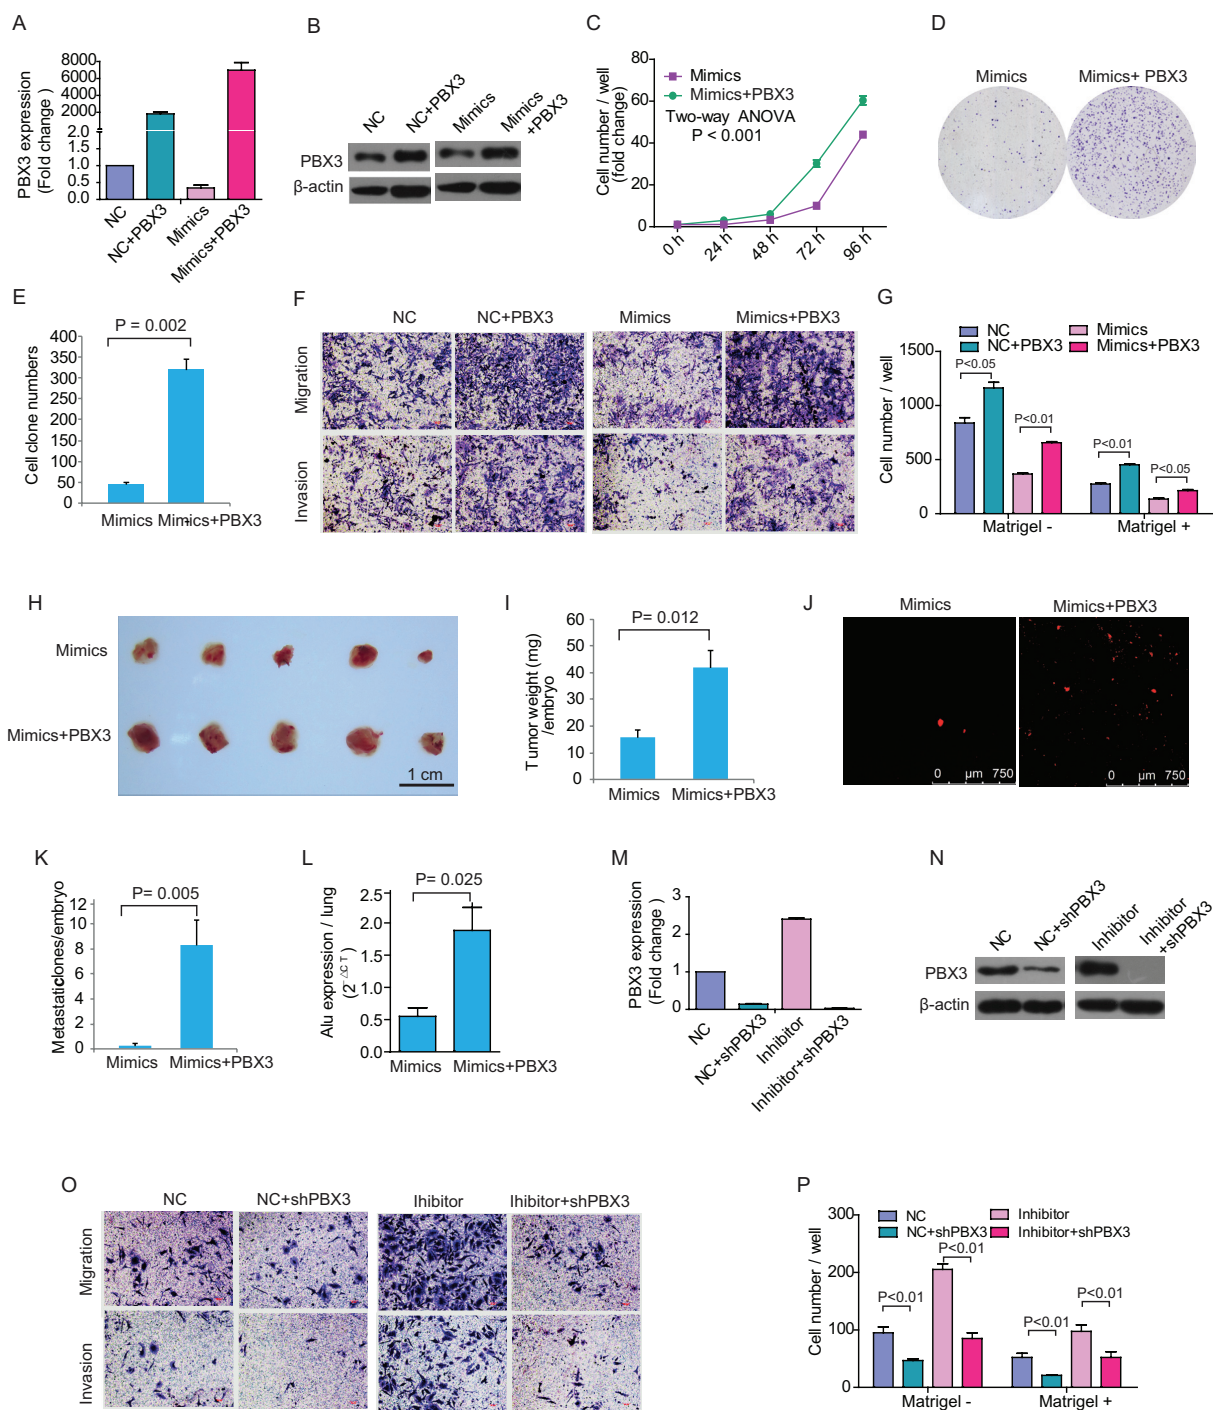 A
PBX3 expression
(Fold change )
8000
6000
4000
2000
2.0
1.5
1.0
0.5
0.0
NC
NC+PBX3
Mimics
Mimics+PBX3
B
NC
NC+PBX3
Mimics
Mimics
+PBX3
PBX3
β-actin
C
Cell number / well
(fold change)
80
60
40
20
0
Mimics
Mimics+PBX3
Two-way ANOVA
P < 0.001
0 h
24 h
48 h
72 h
96 h
D
Mimics
Mimics+ PBX3
E
P = 0.002
Cell clone numbers
400
350
300
250
200
150
100
50
0
Mimics
Mimics+PBX3
F
NC
NC+PBX3
Mimics
Mimics+PBX3
Migration
Invasion
G
NC
NC+PBX3
Mimics
Mimics+PBX3
Cell number / well
1500
1000
500
0
P<0.05
P<0.01
P<0.01
P<0.05
Matrigel -
Matrigel +
H
Mimics
Mimics+PBX3
1 cm
I
P= 0.012
Tumor weight (mg)
/embryo
60
50
40
30
20
10
0
Mimics
Mimics+PBX3
J
Mimics
Mimics+PBX3
0 µm 750
0 µm 750
K
P= 0.005
Metastaticclones/embryo
12
10
8
6
4
2
0
Mimics
Mimics+PBX3
L
P= 0.025
Alu expression / lung
(2^-△CT)
2.5
2.0
1.5
1.0
0.5
0.0
Mimics
Mimics+PBX3
M
PBX3 expression
(Fold change )
3
2
1
0
NC
NC+shPBX3
Inhibitor
Inhibitor+shPBX3
N
NC
NC+shPBX3
Inhibitor
Inhibitor
+shPBX3
PBX3
β-actin
O
NC
NC+shPBX3
Ihibitor
Ihibitor+shPBX3
Migration
Invasion
P
NC
NC+shPBX3
Inhibitor
Inhibitor+shPBX3
Cell number / well
300
200
100
0
P<0.01
P<0.01
P<0.01
P<0.01
Matrigel -
Matrigel +